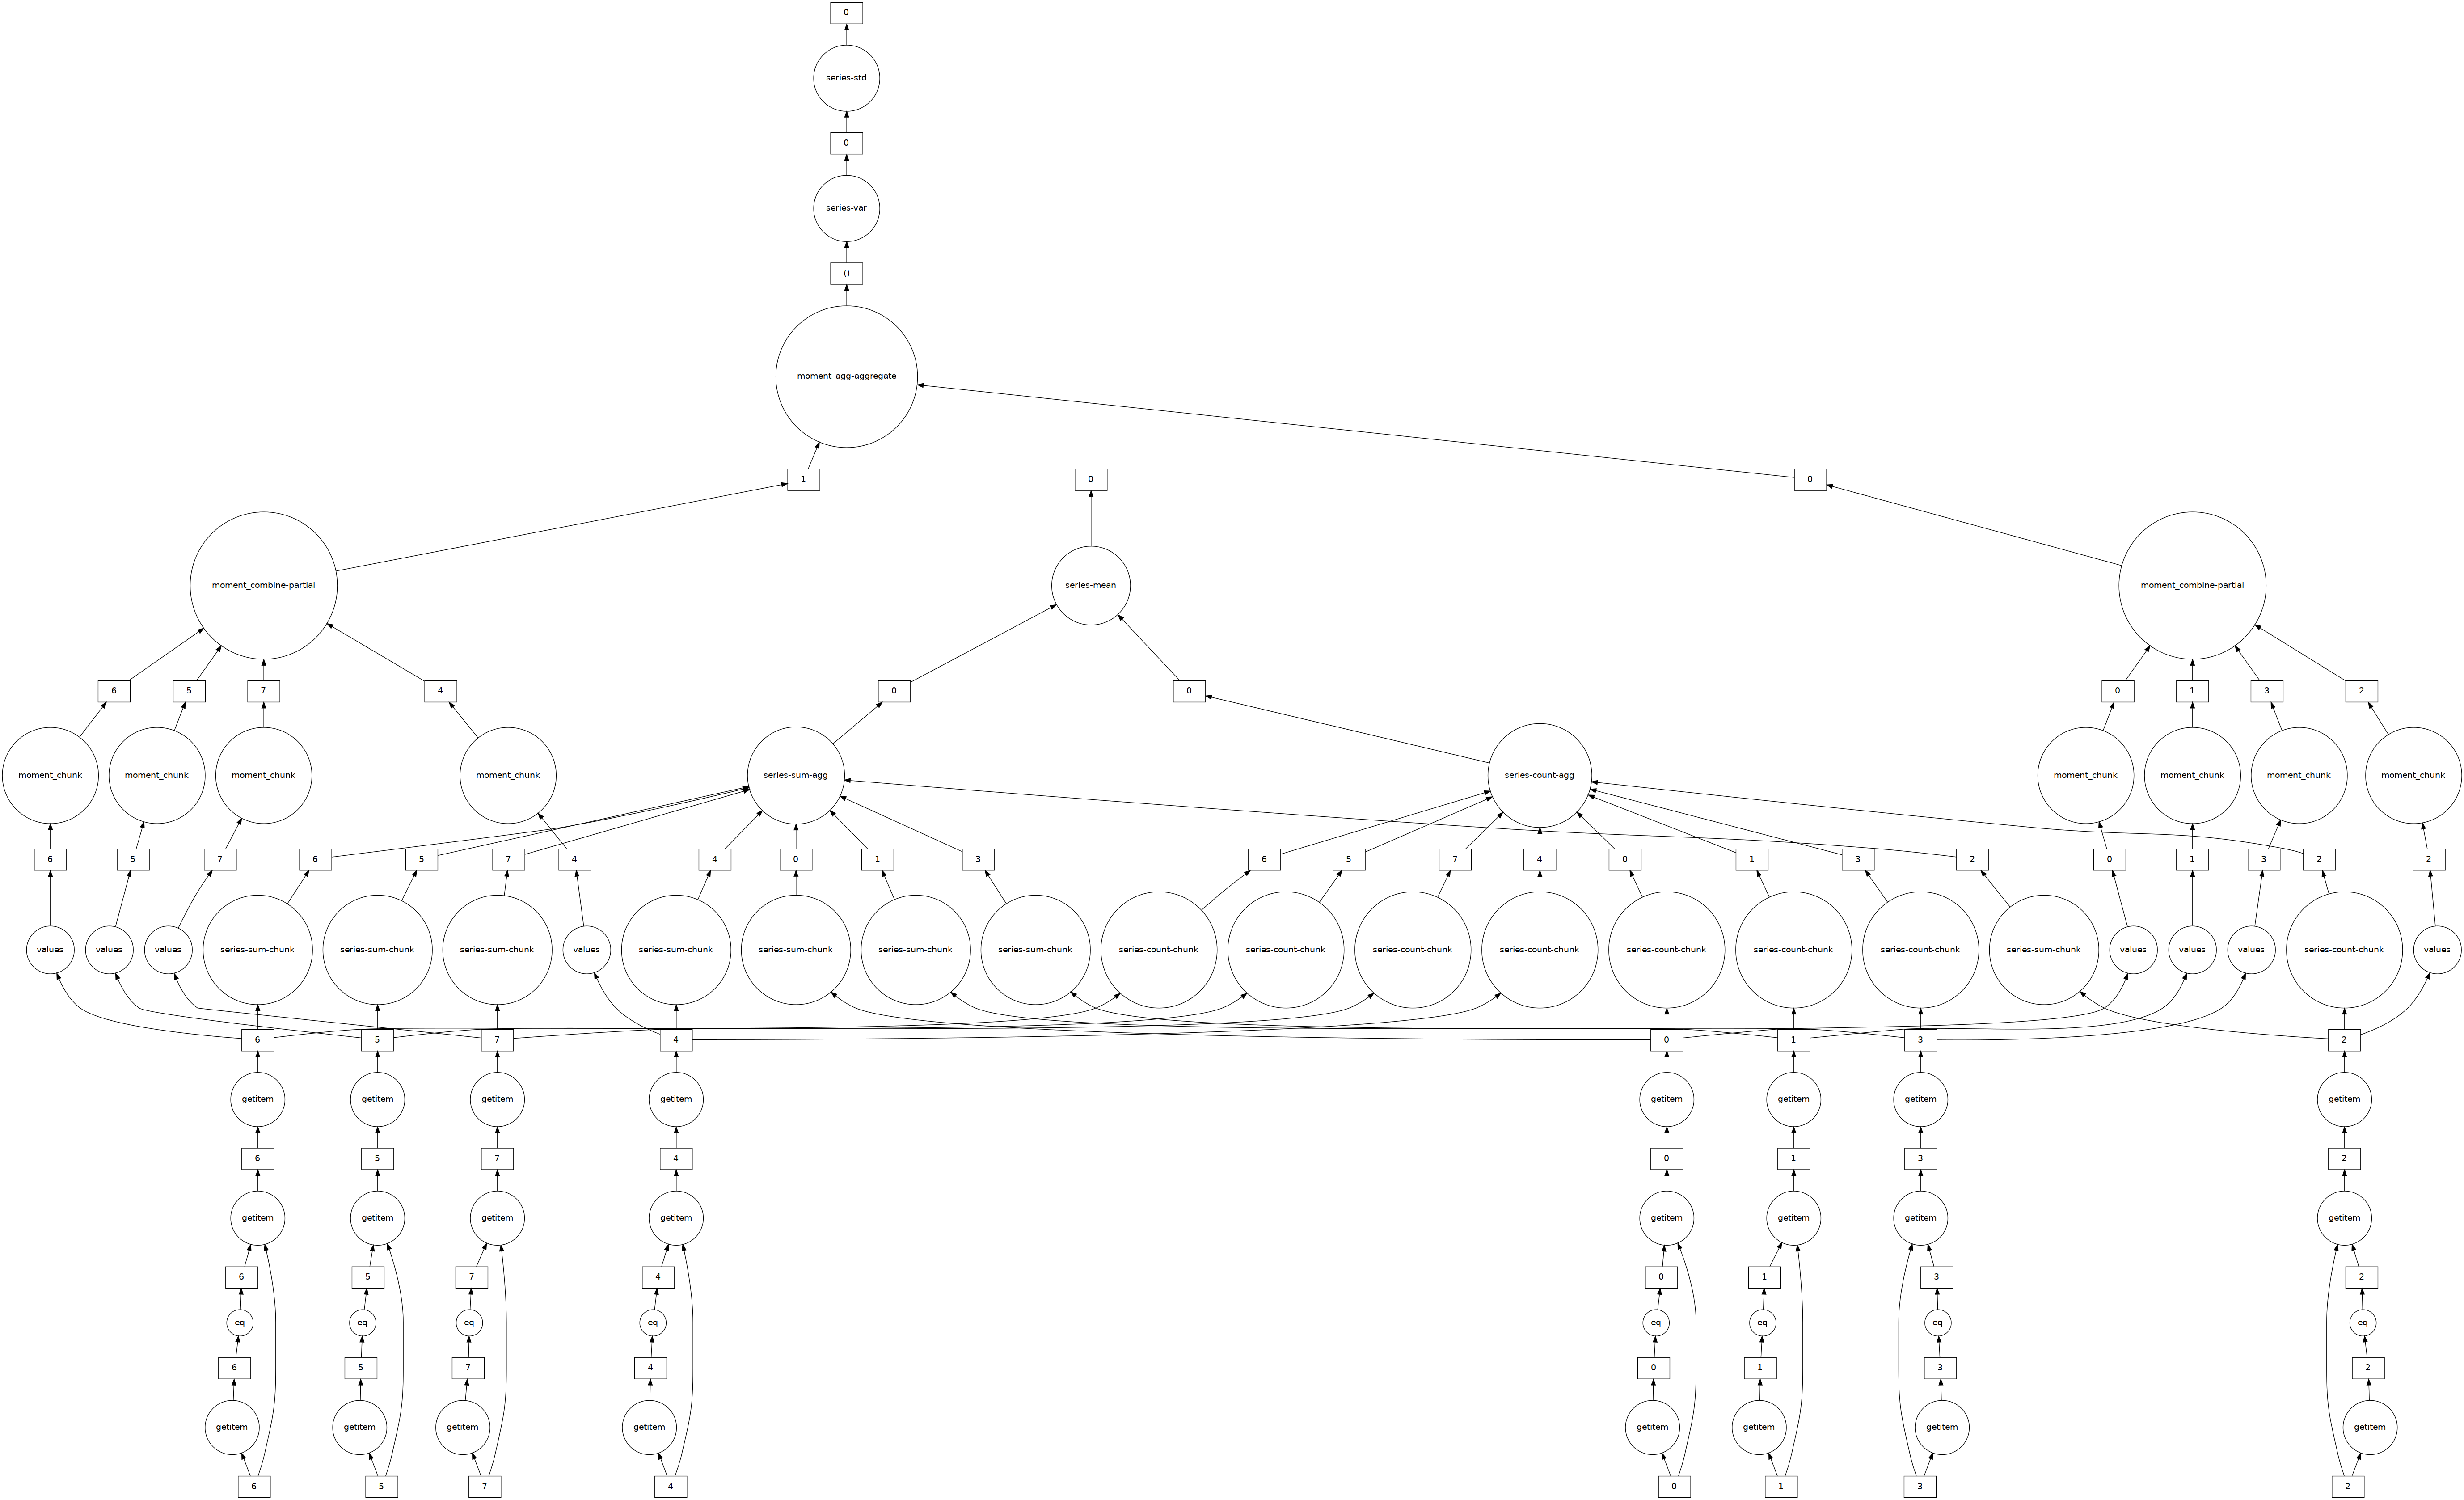 0
series-std
0
series-var
()
moment_agg-aggregate
1 0 0
moment_combine-partial series-mean moment_combine-partial
6 5 7 4 0 0 0 1 3 2
moment_chunk moment_chunk moment_chunk moment_chunk series-sum-agg series-count-agg moment_chunk moment_chunk moment_chunk moment_chunk
6 5 7 6 5 7 4 4 0 1 3 6 5 7 4 0 1 3 2 0 1 3 2 2
values values values series-sum-chunk series-sum-chunk series-sum-chunk values series-sum-chunk series-sum-chunk series-sum-chunk series-sum-chunk series-count-chunk series-count-chunk series-count-chunk series-count-chunk series-count-chunk series-count-chunk series-count-chunk series-sum-chunk values values values series-count-chunk values
6 5 7 4 0 1 3 2
getitem getitem getitem getitem getitem getitem getitem getitem
6 5 7 4 0 1 3 2
getitem getitem getitem getitem getitem getitem getitem getitem
6 5 7 4 0 1 3 2
eq eq eq eq eq eq eq eq
6 5 7 4 0 1 3 2
getitem getitem getitem getitem getitem getitem getitem getitem
6 5 7 4 0 1 3 2